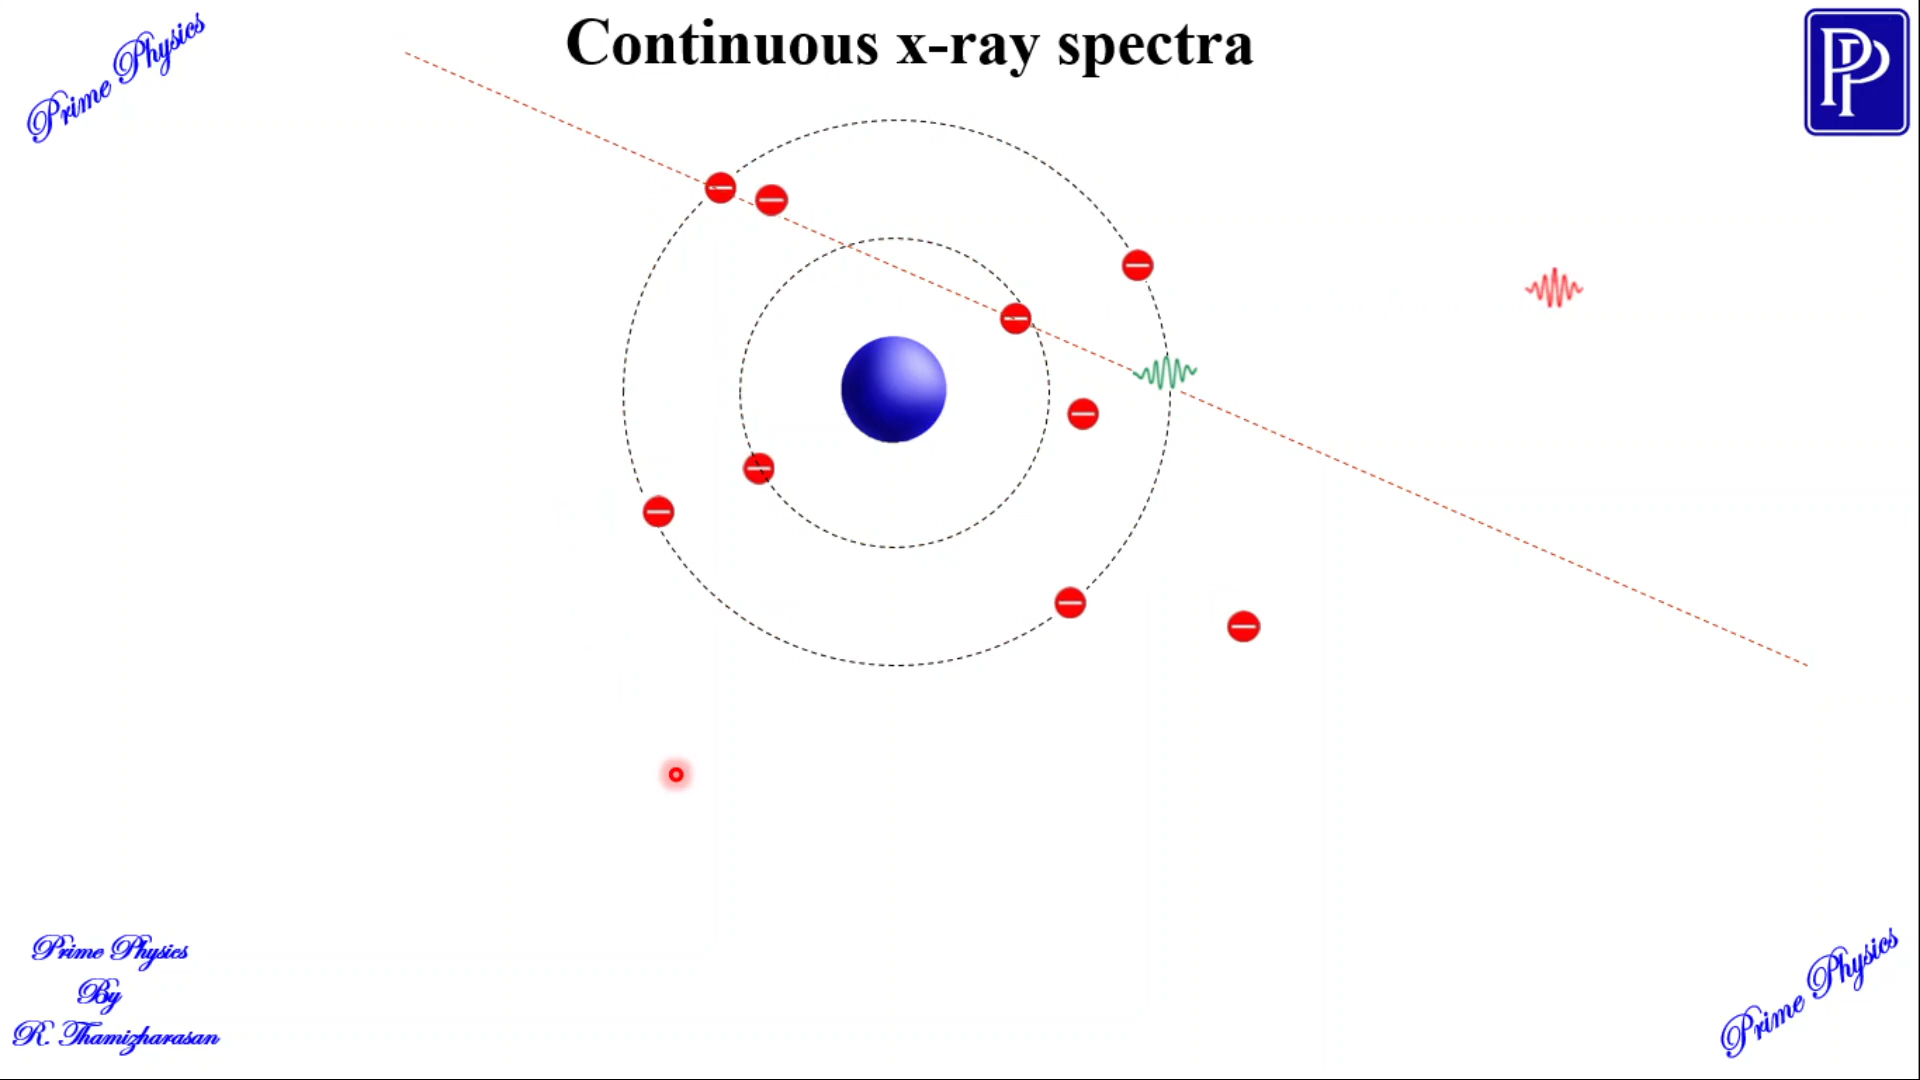 Continuous x-ray spectra
Prime Physics
PP
Prime Physics
By
R. Thamizharasan
Prime Physics